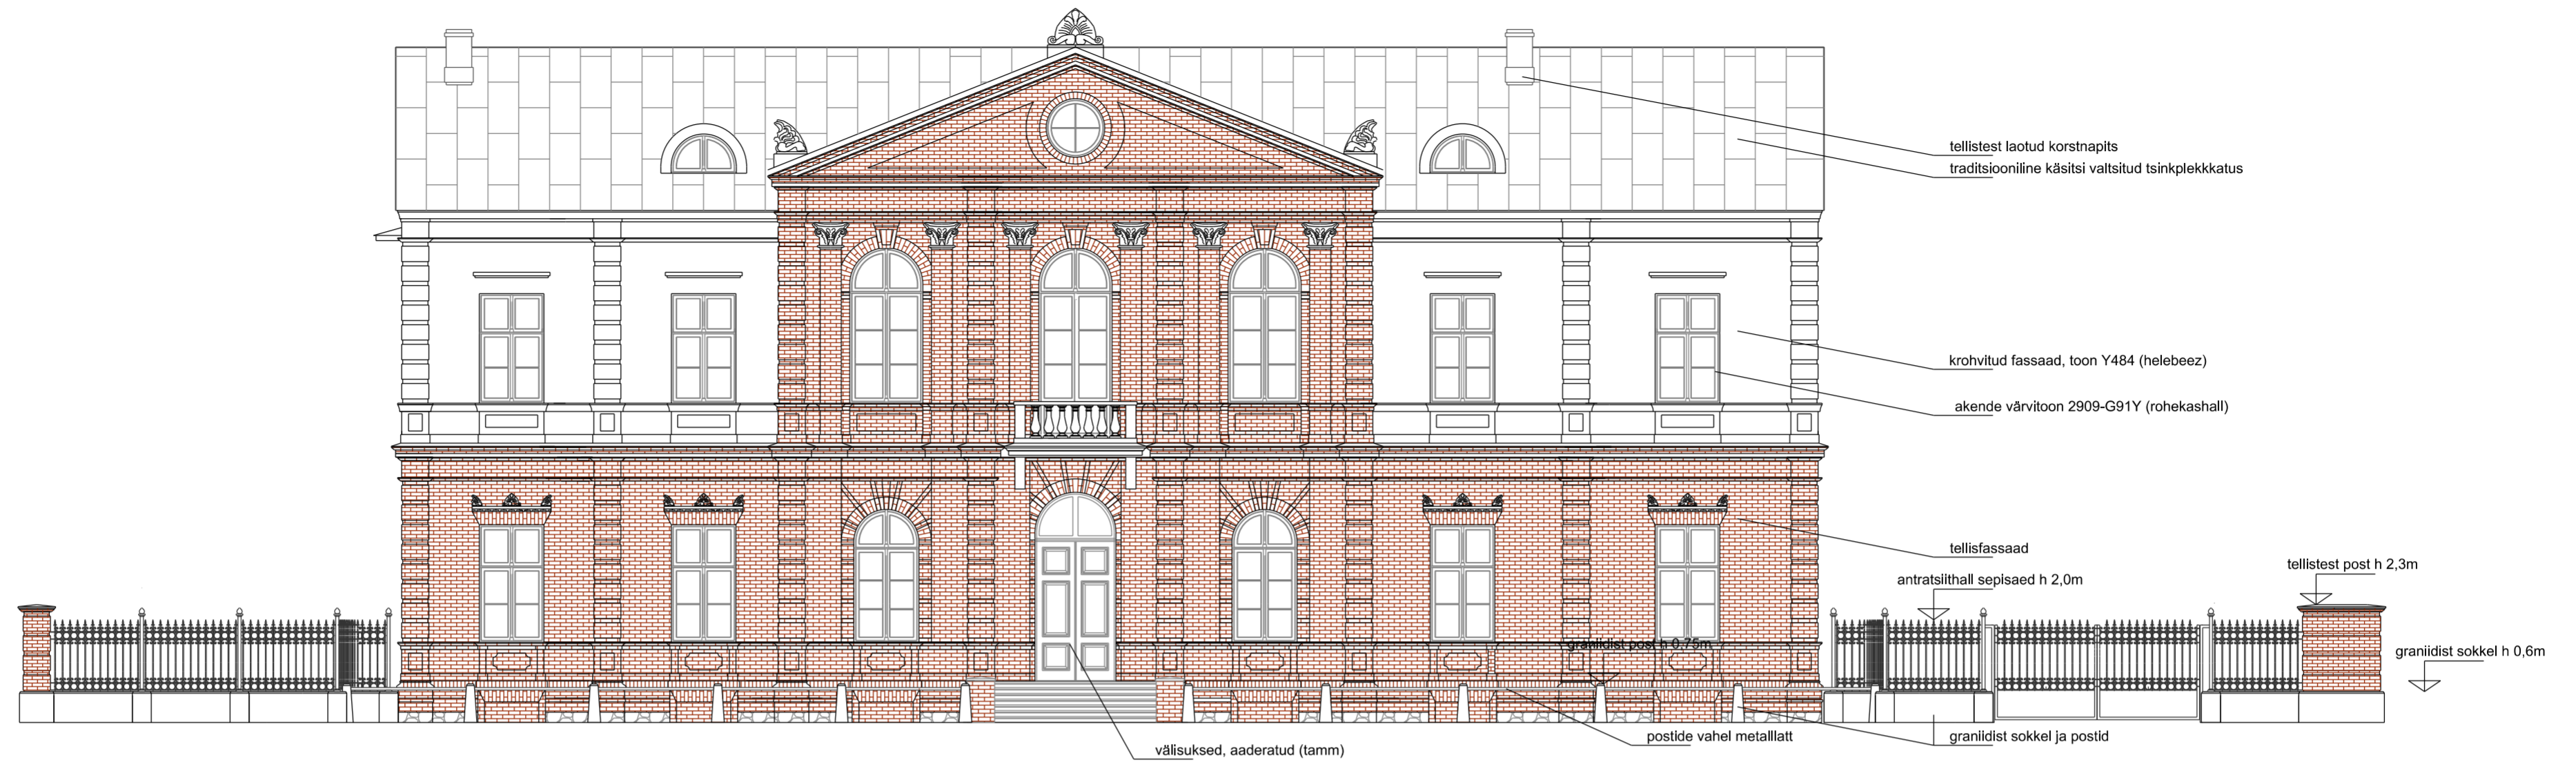 tellistest laotud korstnapits
traditsiooniline käsitsi valtsitud tsinkplekkkatus
krohvitud fassaad, toon Y484 (helebeez)
akende värvitoon 2909-G91Y (rohekashall)
tellisfassaad
tellistest post h 2,3m
antratsiithall sepisaed h 2,0m
graniidist post h 0,75m
graniidist sokkel h 0,6m
postide vahel metalllatt
graniidist sokkel ja postid
välisuksed, aaderatud (tamm)